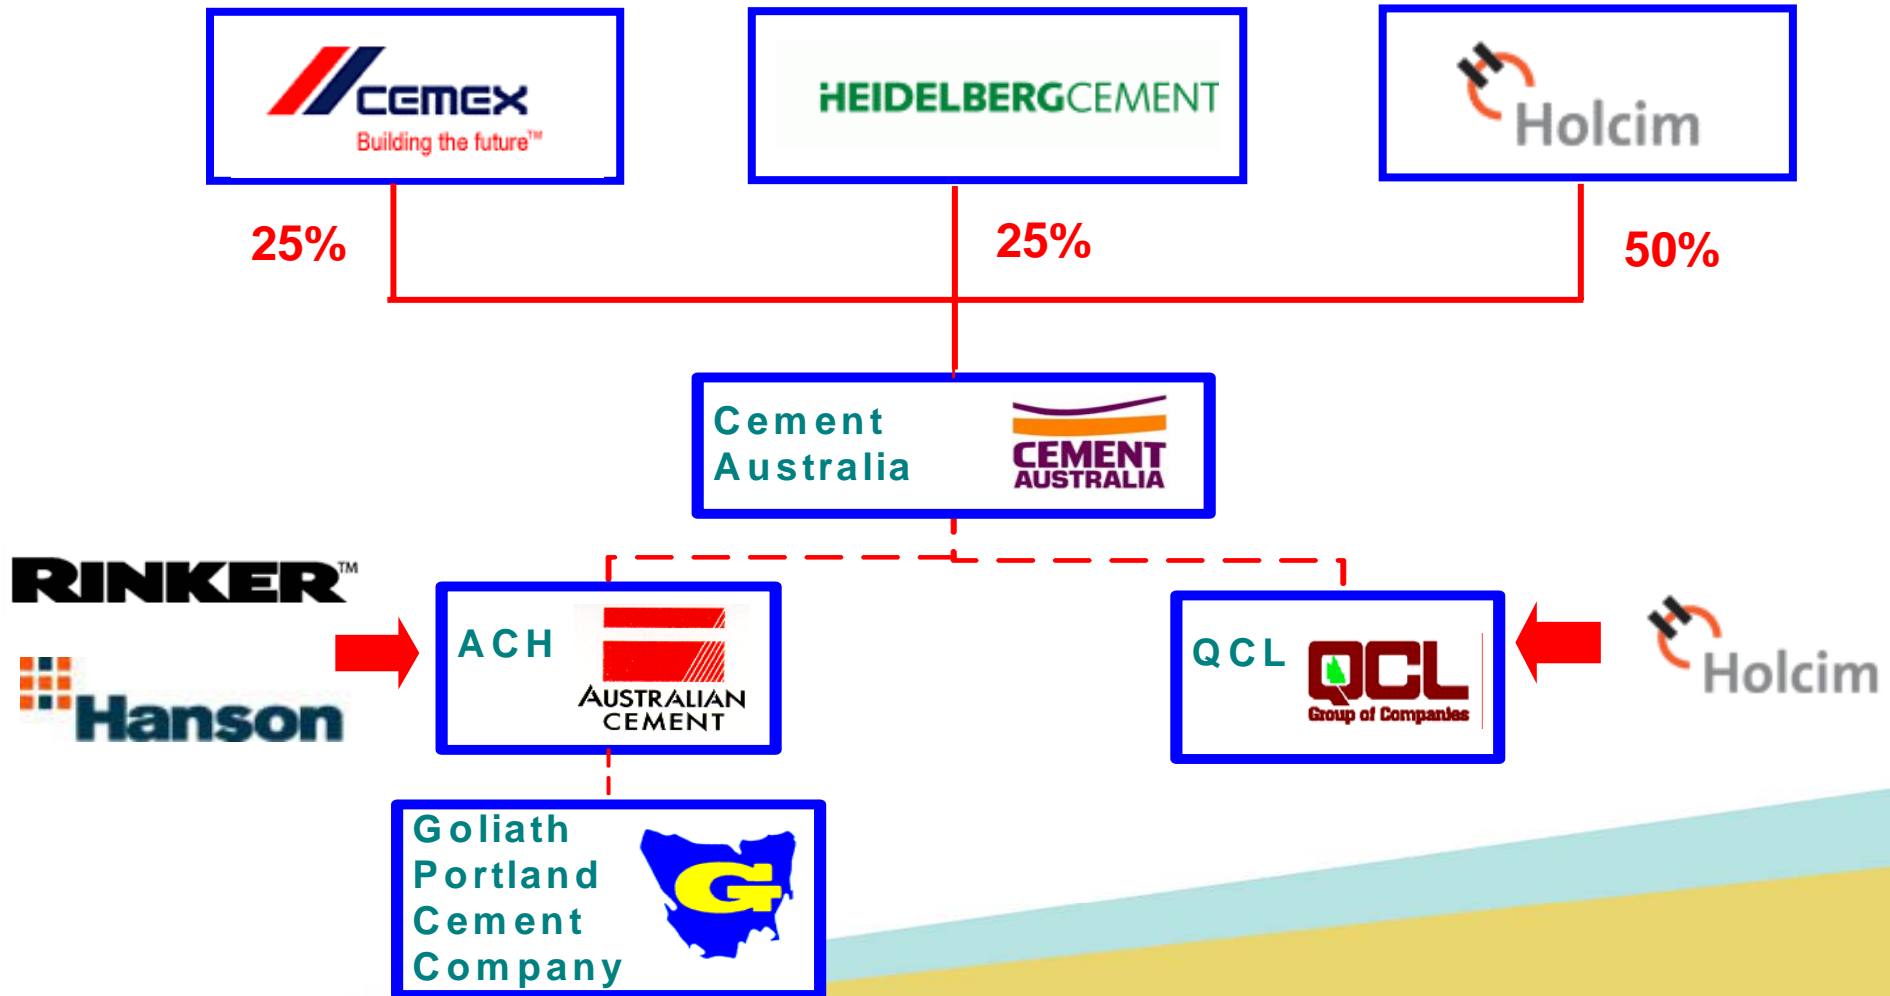 CEMEX
Building the future™
HEIDELBERGCEMENT
Holcim
25%
25%
50%
Cement
Australia
CEMENT
AUSTRALIA
RINKER™
Hanson
ACH
AUSTRALIAN
CEMENT
QCL
QCL
Group of Companies
Holcim
Goliath
Portland
Cement
Company
G